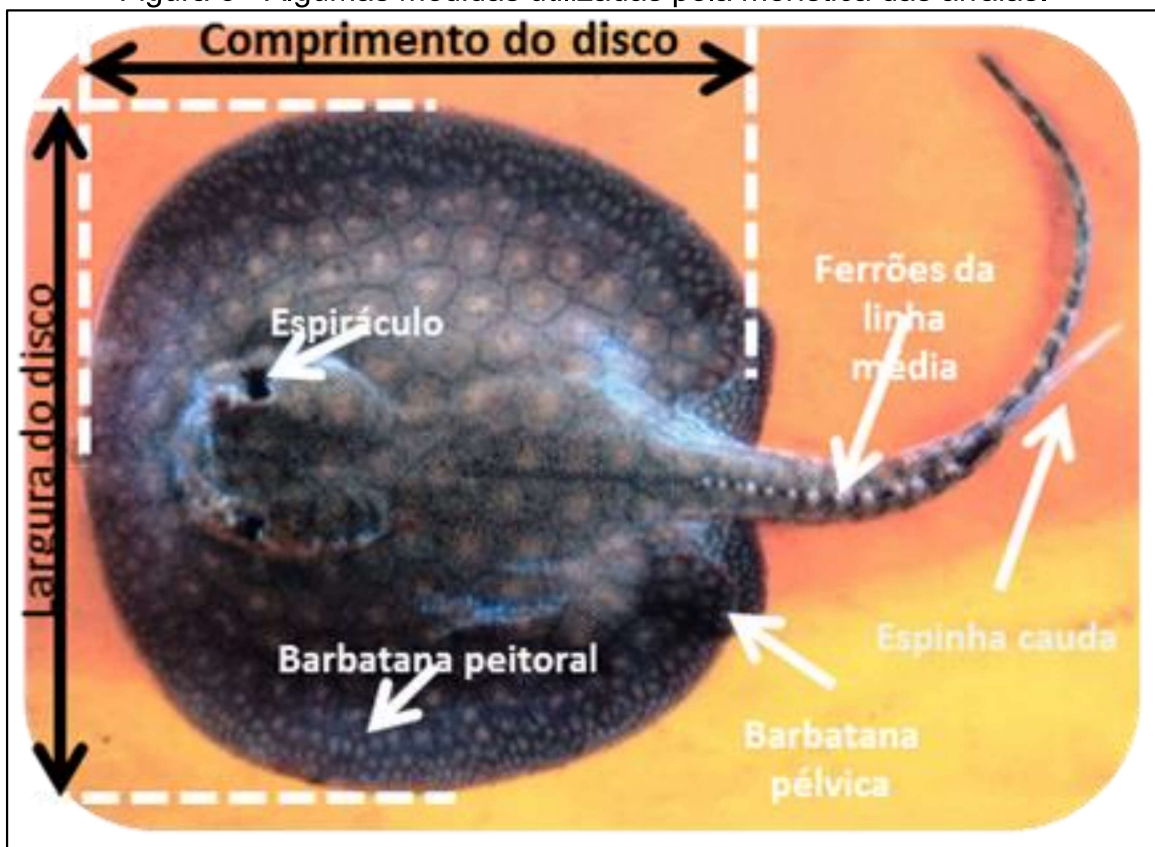 Comprimento do disco
Largura do disco
Espiráculo
Ferrões da
linha
média
Espinha cauda
Barbatana peitoral
Barbatana
pélvica